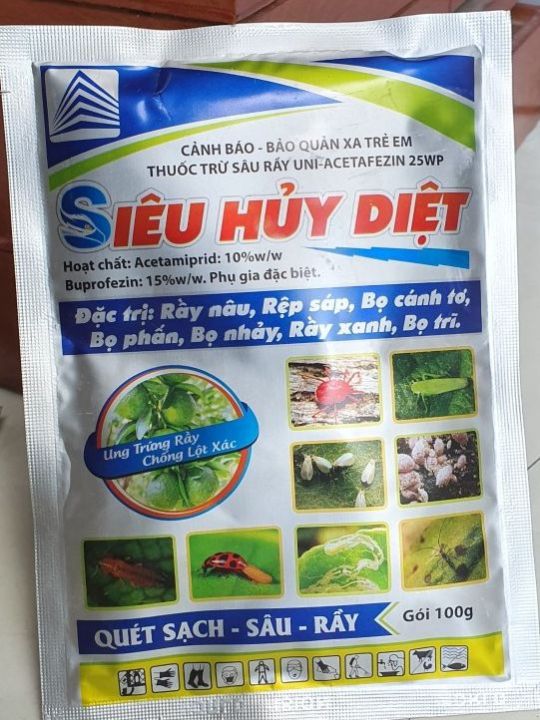 CẢNH BÁO - BẢO QUẢN XA TRẺ EM
THUỐC TRỪ SÂU RẦY UNI-ACETAFEZIN 25WP
SIÊU HỦY DIỆT
Hoạt chất: Acetamiprid: 10%w/w
Buprofezin: 15%w/w. Phụ gia đặc biệt.
Đặc trị: Rầy nâu, Rệp sáp, Bọ cánh tơ,
Bọ phấn, Bọ nhảy, Rầy xanh, Bọ trĩ.
Ung Trứng Rầy
Chống Lột Xác
QUÉT SẠCH - SÂU - RẦY
Gói 100g